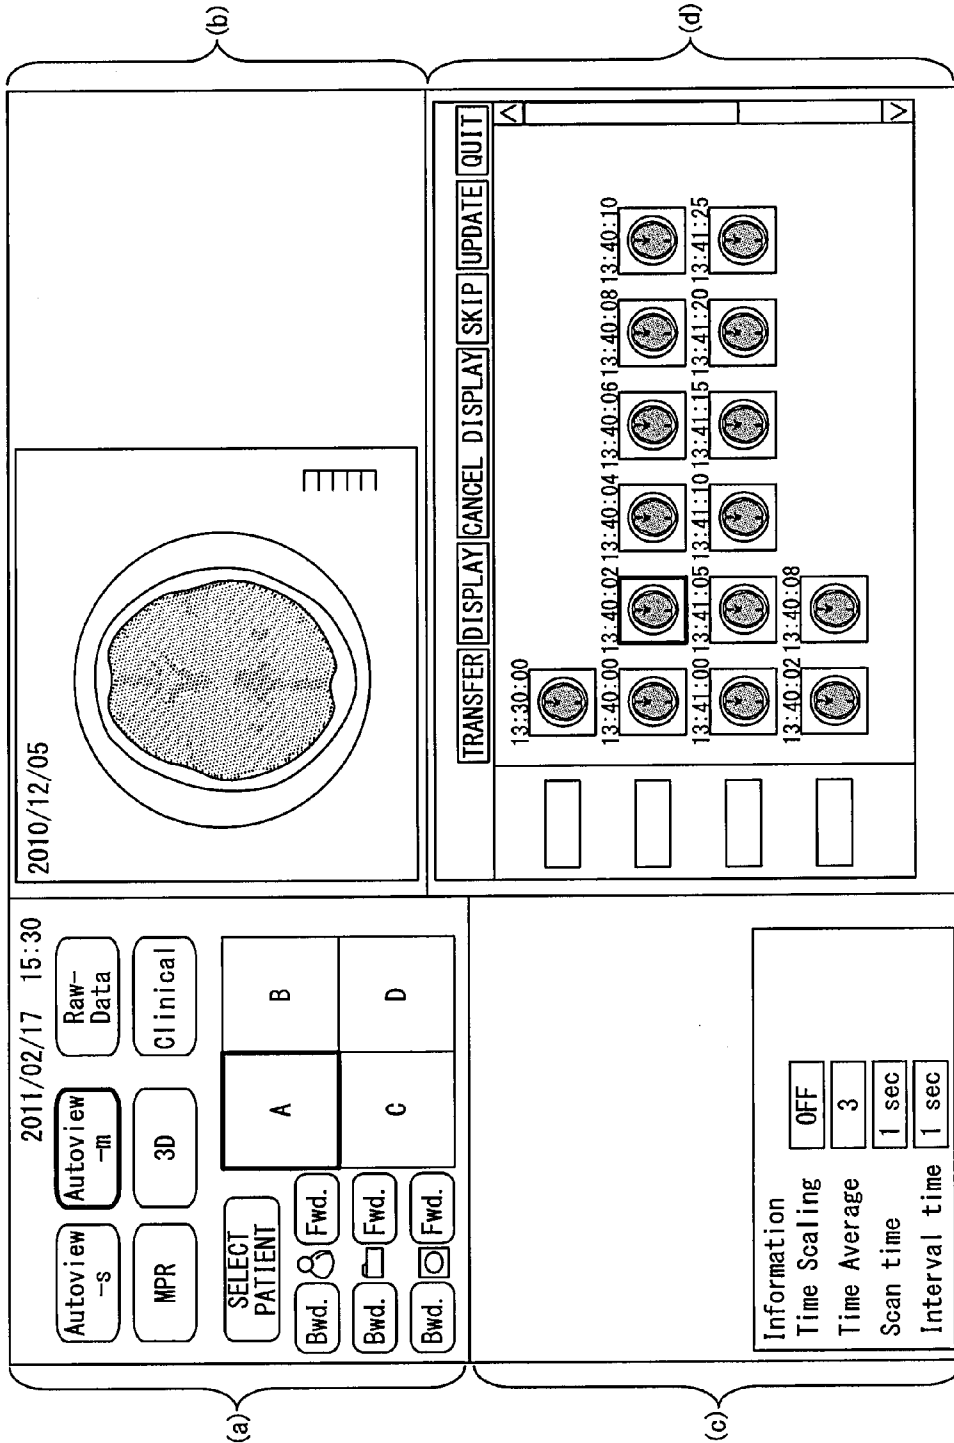 (a)
2011/02/17 15:30
Autoview
-s
Autoview
-m
Raw-
Data
MPR
3D
Clinical
SELECT
PATIENT
A
B
C
D
Bwd.
Fwd.
Bwd.
Fwd.
Bwd.
Fwd.
(b)
2010/12/05
(c)
Information
Time Scaling
OFF
Time Average
3
Scan time
1 sec
Interval time
1 sec
(d)
TRANSFER DISPLAY CANCEL DISPLAY SKIP UPDATE QUIT
13:30:00
13:40:00 13:40:02 13:40:04 13:40:06 13:40:08 13:40:10
13:41:00 13:41:05 13:41:10 13:41:15 13:41:20 13:41:25
13:40:02 13:40:08